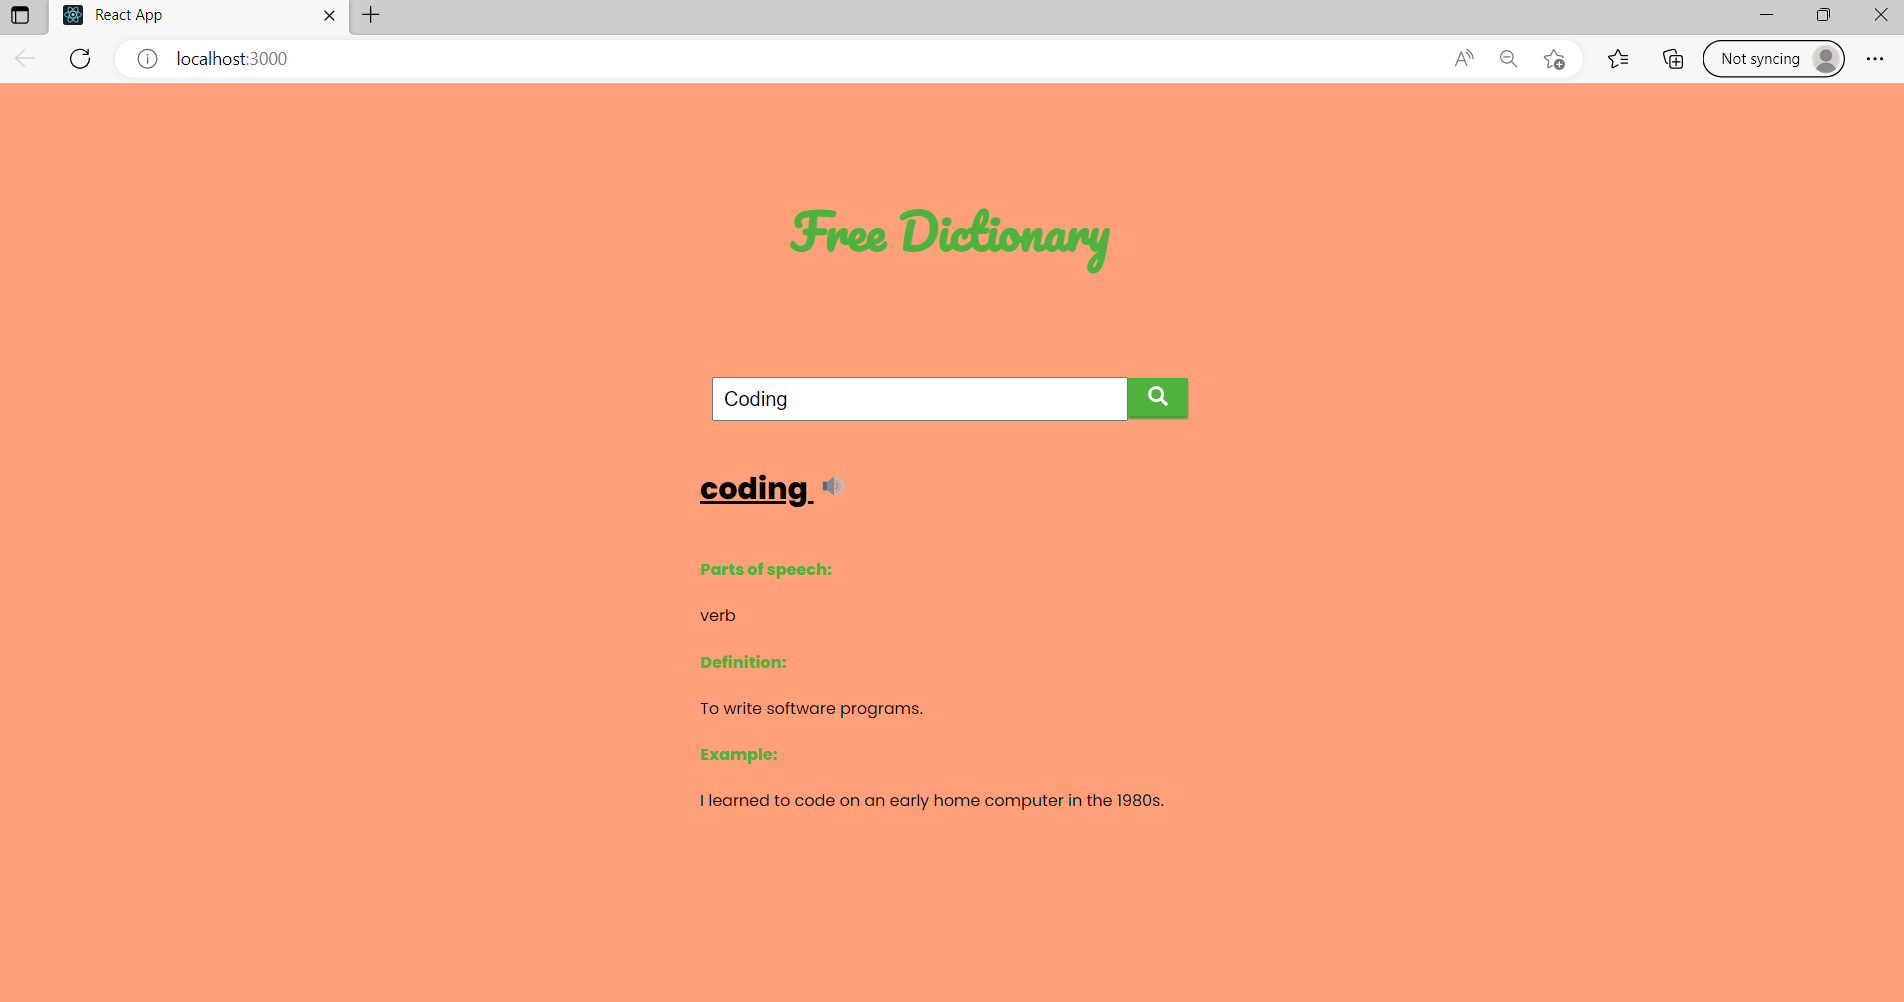 React App
localhost:3000
Not syncing
Free Dictionary
Coding
coding
Parts of speech:
verb
Definition:
To write software programs.
Example:
I learned to code on an early home computer in the 1980s.